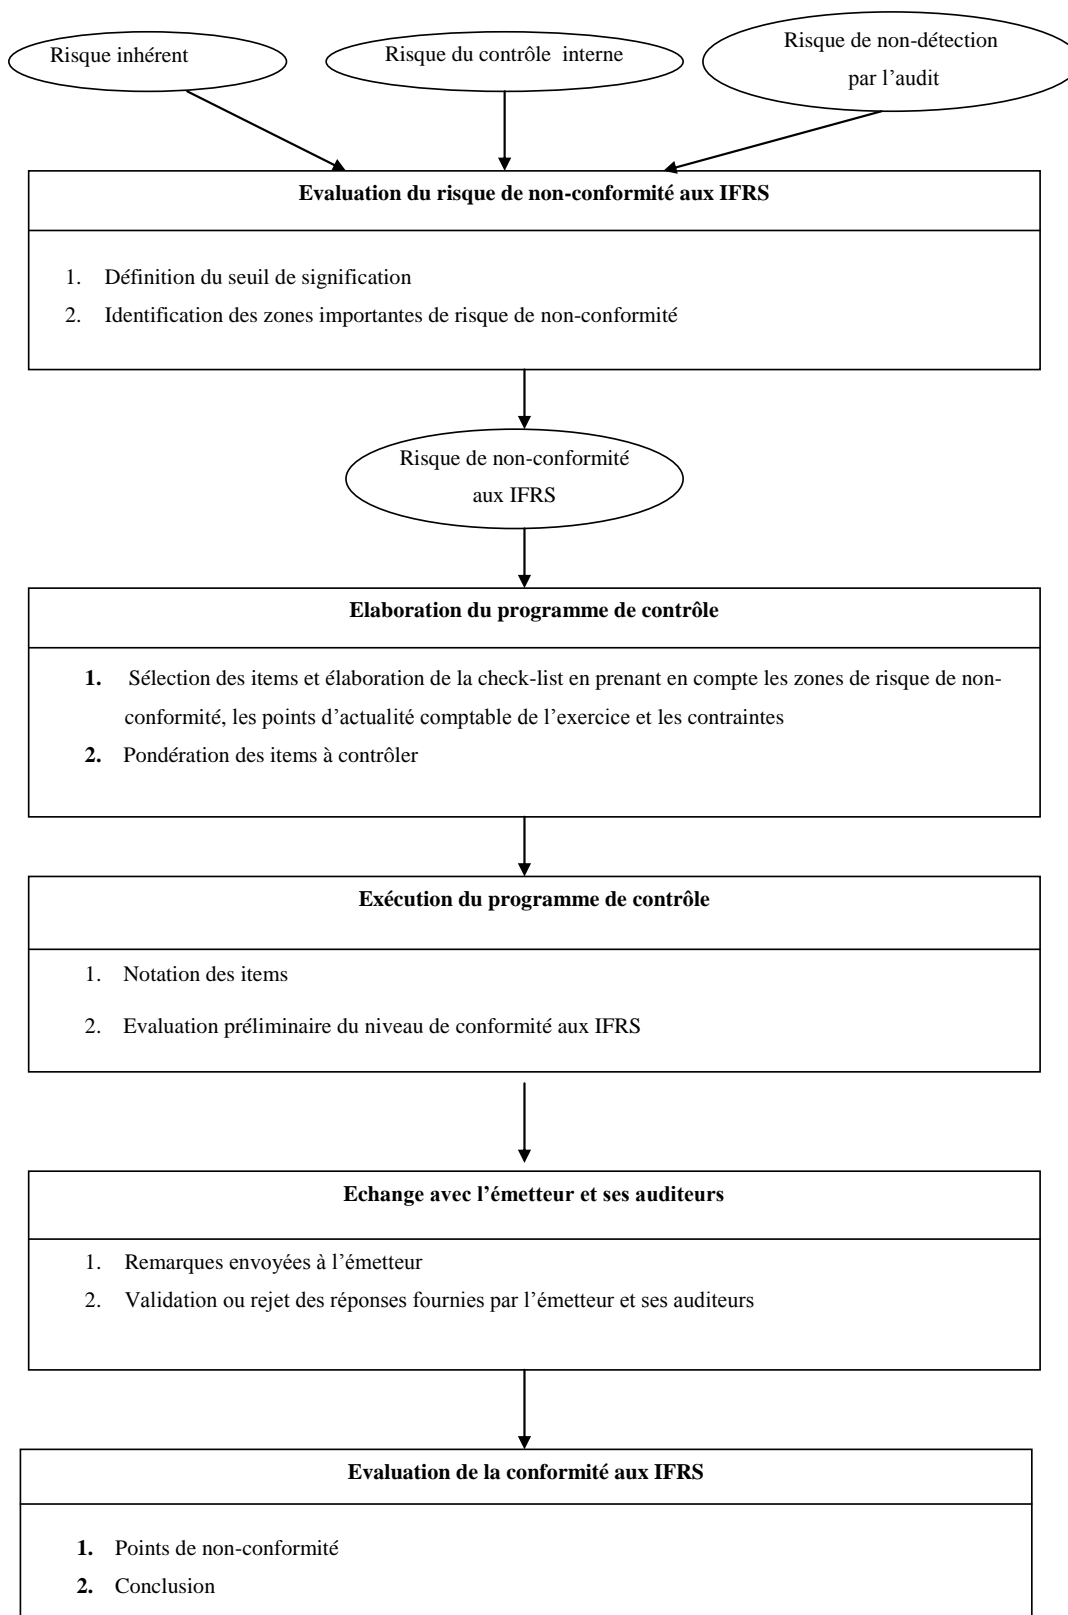 Risque inhérent
Risque du contrôle interne
Risque de non-détection
par l’audit
Evaluation du risque de non-conformité aux IFRS
1. Définition du seuil de signification
2. Identification des zones importantes de risque de non-conformité
Risque de non-conformité
aux IFRS
Elaboration du programme de contrôle
1. Sélection des items et élaboration de la check-list en prenant en compte les zones de risque de non-
conformité, les points d’actualité comptable de l’exercice et les contraintes
2. Pondération des items à contrôler
Exécution du programme de contrôle
1. Notation des items
2. Evaluation préliminaire du niveau de conformité aux IFRS
Echange avec l’émetteur et ses auditeurs
1. Remarques envoyées à l’émetteur
2. Validation ou rejet des réponses fournies par l’émetteur et ses auditeurs
Evaluation de la conformité aux IFRS
1. Points de non-conformité
2. Conclusion